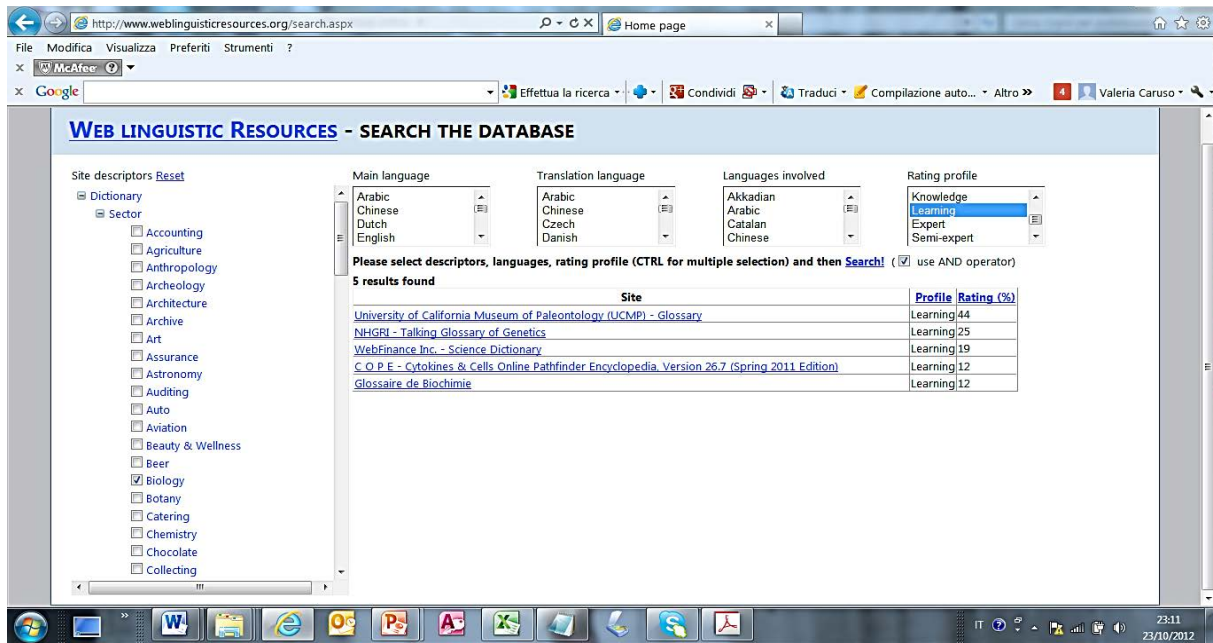 http://www.weblinguisticresources.org/search.aspx
Home page
File Modifica Visualizza Preferiti Strumenti ?
x McAfee ?
x Google Effettua la ricerca Condividi Traduci Compilazione auto... Altro » 4 Valeria Caruso
WEB LINGUISTIC RESOURCES - SEARCH THE DATABASE
Site descriptors Reset
Dictionary
Sector
Accounting
Agriculture
Anthropology
Archeology
Architecture
Archive
Art
Assurance
Astronomy
Auditing
Auto
Aviation
Beauty & Wellness
Beer
Biology
Botany
Catering
Chemistry
Chocolate
Collecting
Main language
Arabic
Chinese
Dutch
English
Translation language
Arabic
Chinese
Czech
Danish
Languages involved
Akkadian
Arabic
Catalan
Chinese
Rating profile
Knowledge
Learning
Expert
Semi-expert
Please select descriptors, languages, rating profile (CTRL for multiple selection) and then Search! ( use AND operator)
5 results found
Site Profile Rating (%)
University of California Museum of Paleontology (UCMP) - Glossary Learning 44
NHGRI - Talking Glossary of Genetics Learning 25
WebFinance Inc. - Science Dictionary Learning 19
C O P E - Cytokines & Cells Online Pathfinder Encyclopedia, Version 26.7 (Spring 2011 Edition) Learning 12
Glossaire de Biochimie Learning 12
IT 23:11
23/10/2012